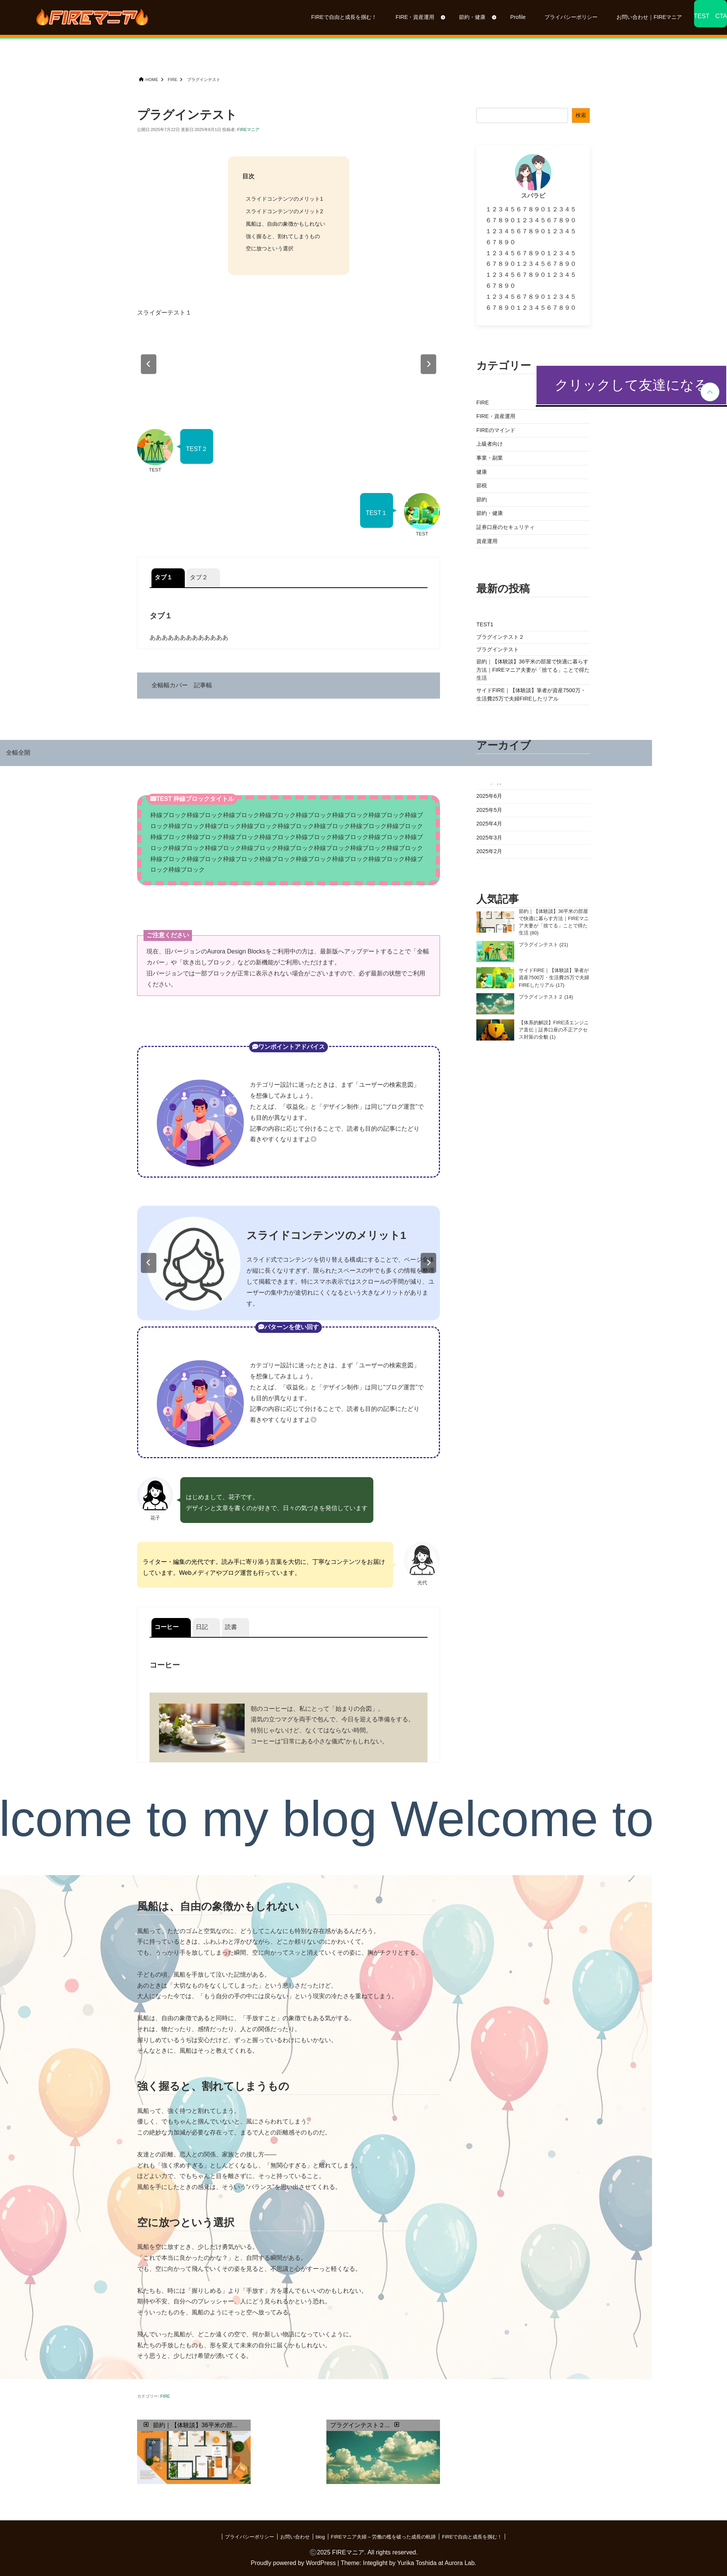 FIREマニア
FIREで自由と成長を掴む！
FIRE・資産運用
節約・健康
Profile
プライバシーポリシー
お問い合わせ｜FIREマニア
TEST　CTA
HOME
FIRE
プラグインテスト
プラグインテスト
公開日:2025年7月22日 更新日:2025年8月1日 投稿者: FIREマニア
目次
スライドコンテンツのメリット1
スライドコンテンツのメリット2
風船は、自由の象徴かもしれない
強く握ると、割れてしまうもの
空に放つという選択
スライダーテスト１
TEST
TEST２
TEST１
TEST
タブ１
タブ２
タブ１
あああああああああああああ
全幅幅カバー　記事幅
全幅全開
TEST 枠線ブロックタイトル
枠線ブロック枠線ブロック枠線ブロック枠線ブロック枠線ブロック枠線ブロック枠線ブロック枠線ブ
ロック枠線ブロック枠線ブロック枠線ブロック枠線ブロック枠線ブロック枠線ブロック枠線ブロック
枠線ブロック枠線ブロック枠線ブロック枠線ブロック枠線ブロック枠線ブロック枠線ブロック枠線ブ
ロック枠線ブロック枠線ブロック枠線ブロック枠線ブロック枠線ブロック枠線ブロック枠線ブロック
枠線ブロック枠線ブロック枠線ブロック枠線ブロック枠線ブロック枠線ブロック枠線ブロック枠線ブ
ロック枠線ブロック
ご注意ください
現在、旧バージョンのAurora Design Blocksをご利用中の方は、最新版へアップデートすることで「全幅
カバー」や「吹き出しブロック」などの新機能がご利用いただけます。
旧バージョンでは一部ブロックが正常に表示されない場合がございますので、必ず最新の状態でご利用
ください。
ワンポイントアドバイス
カテゴリー設計に迷ったときは、まず「ユーザーの検索意図」
を想像してみましょう。
たとえば、「収益化」と「デザイン制作」は同じ“ブログ運営”で
も目的が異なります。
記事の内容に応じて分けることで、読者も目的の記事にたどり
着きやすくなりますよ◎
スライドコンテンツのメリット1
スライド式でコンテンツを切り替える構成にすることで、ページ全体
が縦に長くなりすぎず、限られたスペースの中でも多くの情報を整理
して掲載できます。特にスマホ表示ではスクロールの手間が減り、ユ
ーザーの集中力が途切れにくくなるという大きなメリットがありま
す。
パターンを使い回す
カテゴリー設計に迷ったときは、まず「ユーザーの検索意図」
を想像してみましょう。
たとえば、「収益化」と「デザイン制作」は同じ“ブログ運営”で
も目的が異なります。
記事の内容に応じて分けることで、読者も目的の記事にたどり
着きやすくなりますよ◎
花子
はじめまして、花子です。
デザインと文章を書くのが好きで、日々の気づきを発信しています
ライター・編集の光代です。読み手に寄り添う言葉を大切に、丁寧なコンテンツをお届け
しています。Webメディアやブログ運営も行っています。
光代
コーヒー
日記
読書
コーヒー
朝のコーヒーは、私にとって「始まりの合図」。
湯気の立つマグを両手で包んで、今日を迎える準備をする。
特別じゃないけど、なくてはならない時間。
コーヒーは“日常にある小さな儀式”かもしれない。
lcome to my blog Welcome to
風船は、自由の象徴かもしれない
風船って、ただのゴムと空気なのに、どうしてこんなにも特別な存在感があるんだろう。
手に持っているときは、ふわふわと浮かびながら、どこか頼りないのにかわいくて。
でも、うっかり手を放してしまった瞬間、空に向かってスッと消えていくその姿に、胸がチクリとする。
子どもの頃、風船を手放して泣いた記憶がある。
あのときは「大切なものをなくしてしまった」という悲しさだったけど、
大人になった今では、「もう自分の手の中には戻らない」という現実の冷たさを重ねてしまう。
風船は、自由の象徴であると同時に、「手放すこと」の象徴でもある気がする。
それは、物だったり、感情だったり、人との関係だったり。
握りしめているうちは安心だけど、ずっと握っているわけにもいかない。
そんなときに、風船はそっと教えてくれる。
強く握ると、割れてしまうもの
風船って、強く持つと割れてしまう。
優しく、でもちゃんと掴んでいないと、風にさらわれてしまう。
この絶妙な力加減が必要な存在って、まるで人との距離感そのものだ。
友達との距離、恋人との関係、家族との接し方――
どれも「強く求めすぎる」としんどくなるし、「無関心すぎる」と離れてしまう。
ほどよい力で、でもちゃんと目を離さずに、そっと持っていること。
風船を手にしたときの感覚は、そういう“バランス”を思い出させてくれる。
空に放つという選択
風船を空に放すとき、少しだけ勇気がいる。
「これで本当に良かったのかな？」と、自問する瞬間がある。
でも、空に向かって飛んでいくその姿を見ると、不思議と心がすーっと軽くなる。
私たちも、時には「握りしめる」より「手放す」方を選んでもいいのかもしれない。
期待や不安、自分へのプレッシャー、人にどう見られるかという恐れ。
そういったものを、風船のようにそっと空へ放ってみる。
飛んでいった風船が、どこか遠くの空で、何か新しい物語になっていくように。
私たちの手放したものも、形を変えて未来の自分に届くかもしれない。
そう思うと、少しだけ希望が湧いてくる。
カテゴリー: FIRE
節約｜【体験談】36平米の部...
プラグインテスト２...
検索
スバラビ
１２３４５６７８９０１２３４５
６７８９０１２３４５６７８９０
１２３４５６７８９０１２３４５
６７８９０
１２３４５６７８９０１２３４５
６７８９０１２３４５６７８９０
１２３４５６７８９０１２３４５
６７８９０
１２３４５６７８９０１２３４５
６７８９０１２３４５６７８９０
カテゴリー
クリックして友達になる
FIRE
FIRE・資産運用
FIREのマインド
上級者向け
事業・副業
健康
節税
節約
節約・健康
証券口座のセキュリティ
資産運用
最新の投稿
TEST1
プラグインテスト２
プラグインテスト
節約｜【体験談】36平米の部屋で快適に暮らす
方法｜FIREマニア夫妻が「捨てる」ことで得た
生活
サイドFIRE｜【体験談】筆者が資産7500万・
生活費25万で夫婦FIREしたリアル
アーカイブ
2025年6月
2025年5月
2025年4月
2025年3月
2025年2月
人気記事
節約｜【体験談】36平米の部屋
で快適に暮らす方法｜FIREマニ
ア夫妻が「捨てる」ことで得た
生活 (80)
プラグインテスト (21)
サイドFIRE｜【体験談】筆者が
資産7500万・生活費25万で夫婦
FIREしたリアル (17)
プラグインテスト２ (14)
【体系的解説】FIRE済エンジニ
ア直伝｜証券口座の不正アクセ
ス対策の全貌 (1)
プライバシーポリシー
お問い合わせ
blog
FIREマニア夫婦 – 労働の檻を破った成長の軌跡
FIREで自由と成長を掴む！
Ⓒ2025 FIREマニア. All rights reserved.
Proudly powered by WordPress | Theme: Integlight by Yurika Toshida at Aurora Lab.